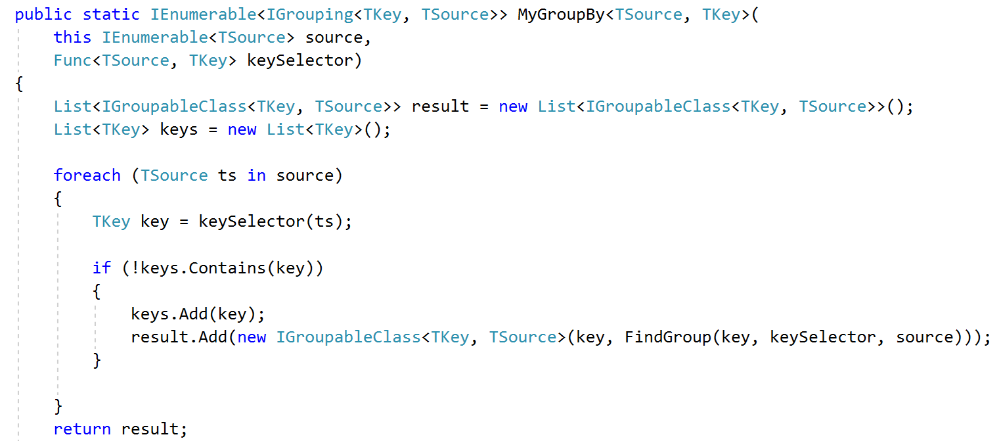 public static IEnumerable<IGrouping<TKey, TSource>> MyGroupBy<TSource, TKey>(
    this IEnumerable<TSource> source,
    Func<TSource, TKey> keySelector)
{
    List<IGroupableClass<TKey, TSource>> result = new List<IGroupableClass<TKey, TSource>>();
    List<TKey> keys = new List<TKey>();

    foreach (TSource ts in source)
    {
        TKey key = keySelector(ts);

        if (!keys.Contains(key))
        {
            keys.Add(key);
            result.Add(new IGroupableClass<TKey, TSource>(key, FindGroup(key, keySelector, source)));
        }

    }
    return result;